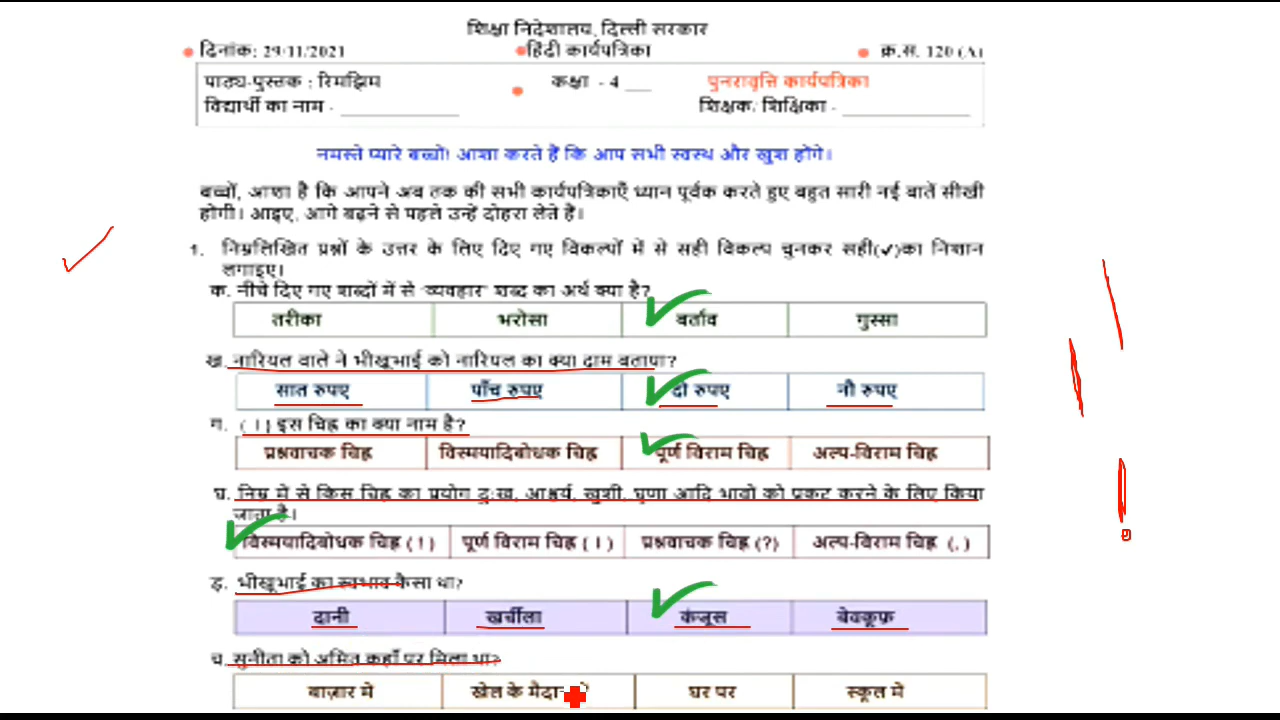 शिक्षा निदेशालय, दिल्ली सरकार
दिनांक: 29/11/2021 हिंदी कार्यपत्रिका क्र.स. 120 (A)
पाठ्य-पुस्तक : रिमझिम कक्षा - 4 ___ पुनरावृत्ति कार्यपत्रिका
विद्यार्थी का नाम - ____________ शिक्षक/ शिक्षिका - _____________
नमस्ते प्यारे बच्चों! आशा करते हैं कि आप सभी स्वस्थ और खुश होंगे।
बच्चों, आशा है कि आपने अब तक की सभी कार्यपत्रिकाएँ ध्यान पूर्वक करते हुए बहुत सारी नई बातें सीखी
होंगी। आइए, आगे बढ़ने से पहले उन्हें दोहरा लेते हैं।
1. निम्नलिखित प्रश्नों के उत्तर के लिए दिए गए विकल्पों में से सही विकल्प चुनकर सही(✓)का निशान
लगाइए।
क. नीचे दिए गए शब्दों में से "व्यवहार" शब्द का अर्थ क्या है?
तरीका भरोसा बर्ताव गुस्सा
ख. नारियल वाले ने भीखूभाई को नारियल का क्या दाम बताया?
सात रुपए पाँच रुपए दो रुपए नौ रुपए
ग. ( । ) इस चिह्न का क्या नाम है?
प्रश्नवाचक चिह्न विस्मयादिबोधक चिह्न पूर्ण विराम चिह्न अल्प-विराम चिह्न
घ. निम्न में से किस चिह्न का प्रयोग दुःख, आश्चर्य, खुशी, घृणा आदि भावों को प्रकट करने के लिए किया
जाता है।
विस्मयादिबोधक चिह्न (!) पूर्ण विराम चिह्न ( । ) प्रश्नवाचक चिह्न (?) अल्प-विराम चिह्न (,)
ड़. भीखूभाई का स्वभाव कैसा था?
दानी खर्चीला कंजूस बेवकूफ़
च. सुनीता को अमित कहाँ पर मिला था?
बाज़ार में खेल के घर पर स्कूल में